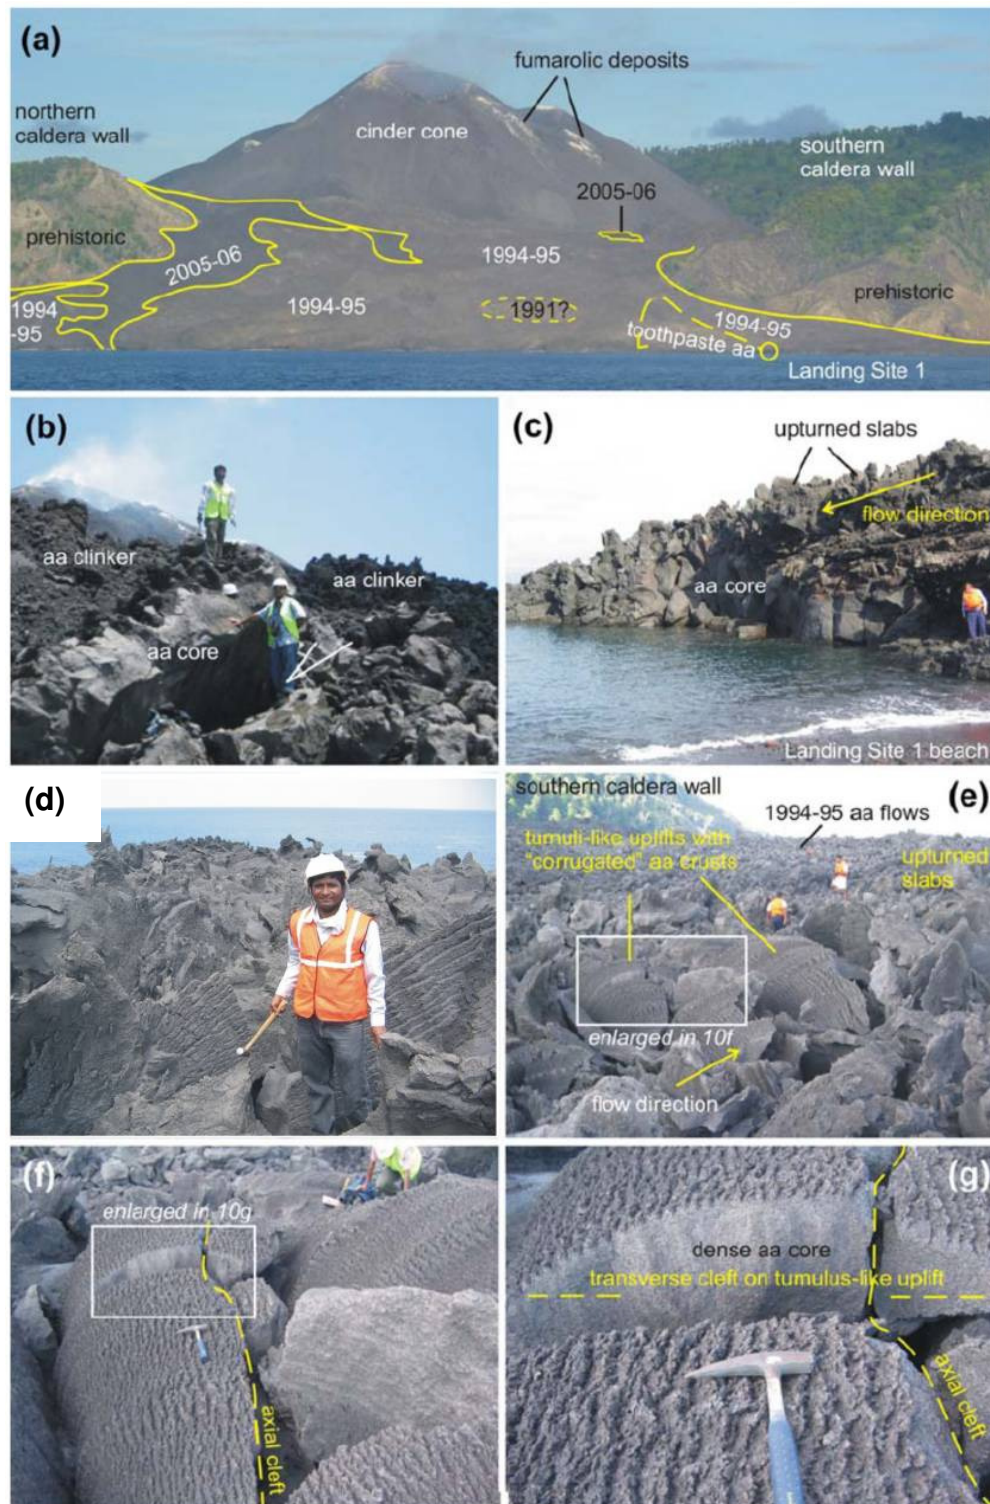 (a)
fumarolic deposits
northern
caldera wall
cinder cone
southern
caldera wall
2005-06
prehistoric
2005-06
1994-95
1994
-95
1994-95
1991?
prehistoric
1994-95
toothpaste aa
Landing Site 1
(b)
aa clinker
aa clinker
aa core
(c)
upturned slabs
flow direction
aa core
Landing Site 1 beach
(d)
southern caldera wall
(e)
1994-95 aa flows
tumuli-like uplifts with
"corrugated" aa crusts
upturned
slabs
enlarged in 10f
flow direction
(f)
enlarged in 10g
axial cleft
(g)
dense aa core
transverse cleft on tumulus-like uplift
axial cleft